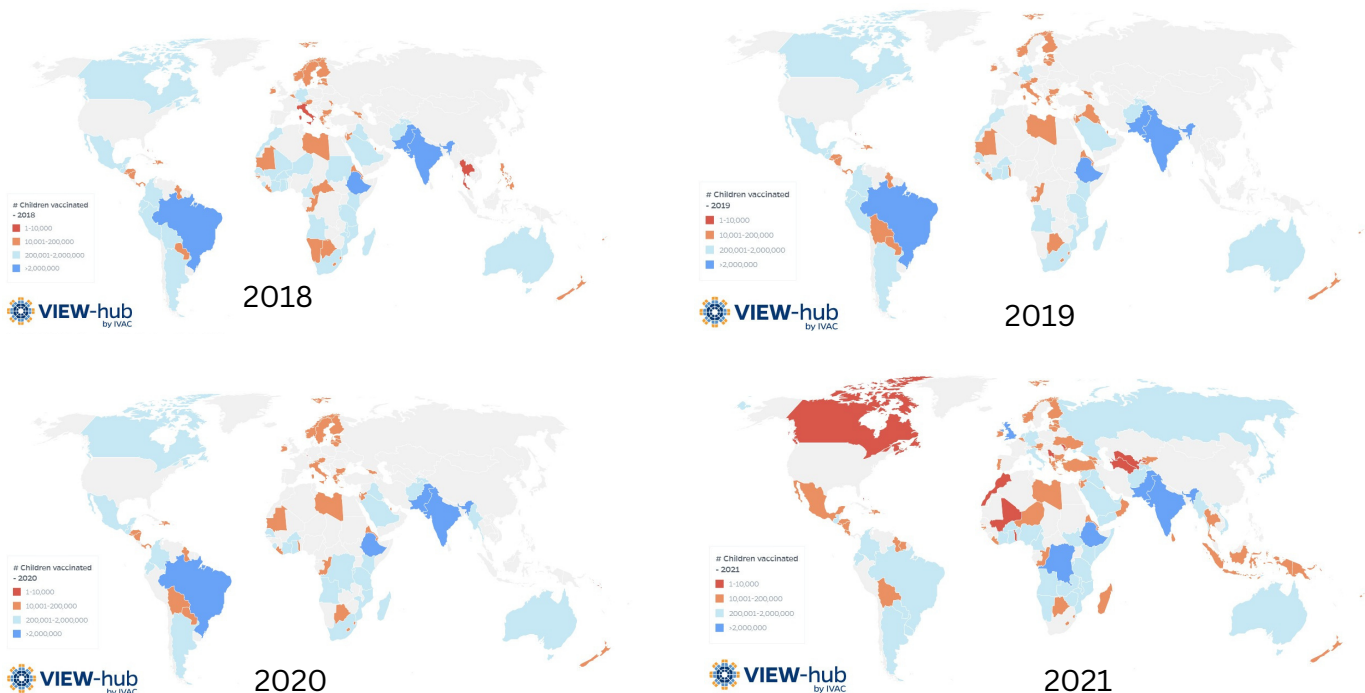 # Children vaccinated
- 2018
1-10,000
10,001-200,000
200,001-2,000,000
>2,000,000
VIEW-hub
by IVAC
2018
# Children vaccinated
- 2019
1-10,000
10,001-200,000
200,001-2,000,000
>2,000,000
VIEW-hub
by IVAC
2019
# Children vaccinated
- 2020
1-10,000
10,001-200,000
200,001-2,000,000
>2,000,000
VIEW-hub
by IVAC
2020
# Children vaccinated
- 2021
1-10,000
10,001-200,000
200,001-2,000,000
>2,000,000
VIEW-hub
by IVAC
2021